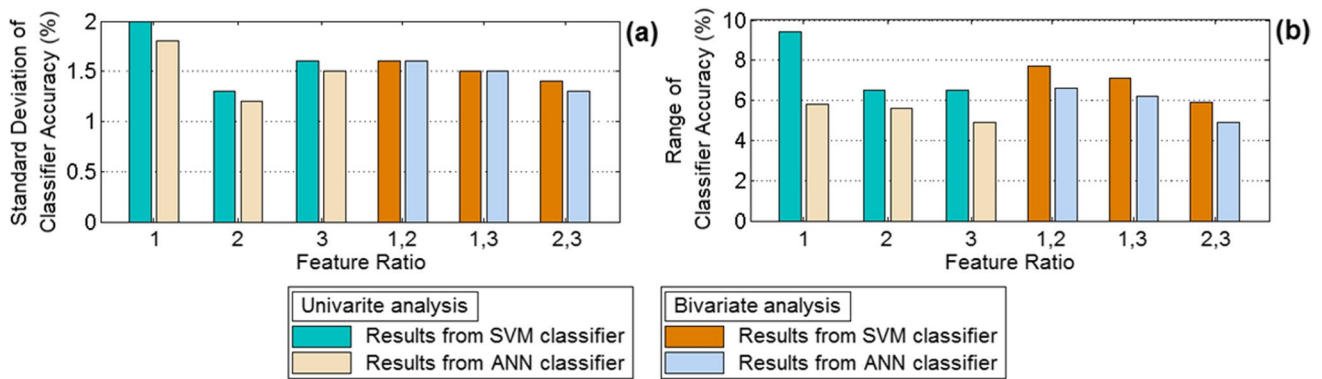 Standard Deviation of
Classifier Accuracy (%)
2
1.5
1
0.5
0
1 2 3 1,2 1,3 2,3
Feature Ratio
(a)
Range of
Classifier Accuracy (%)
10
8
6
4
2
0
1 2 3 1,2 1,3 2,3
Feature Ratio
(b)
Univarite analysis
Results from SVM classifier
Results from ANN classifier
Bivariate analysis
Results from SVM classifier
Results from ANN classifier